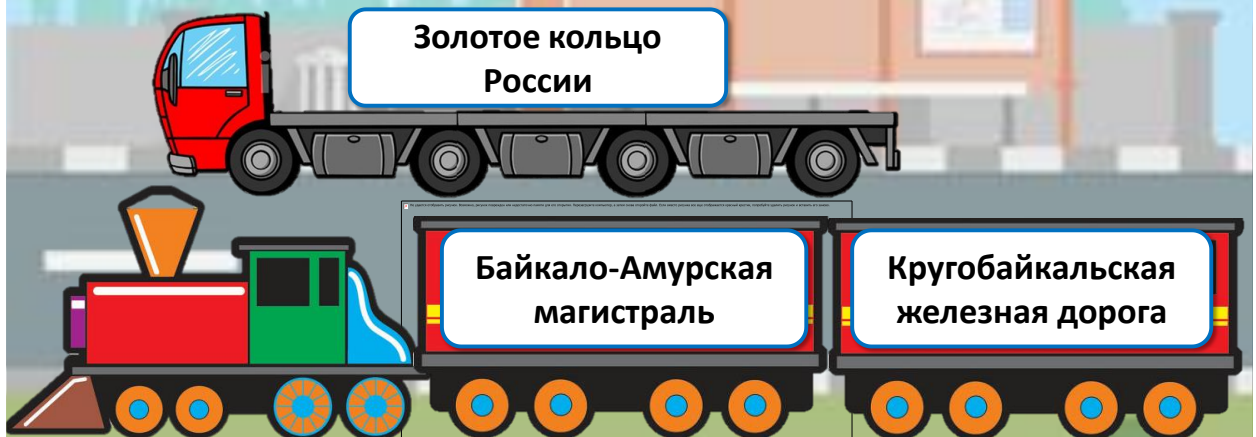 Золотое кольцо
России
Байкало-Амурская
магистраль
Кругобайкальская
железная дорога